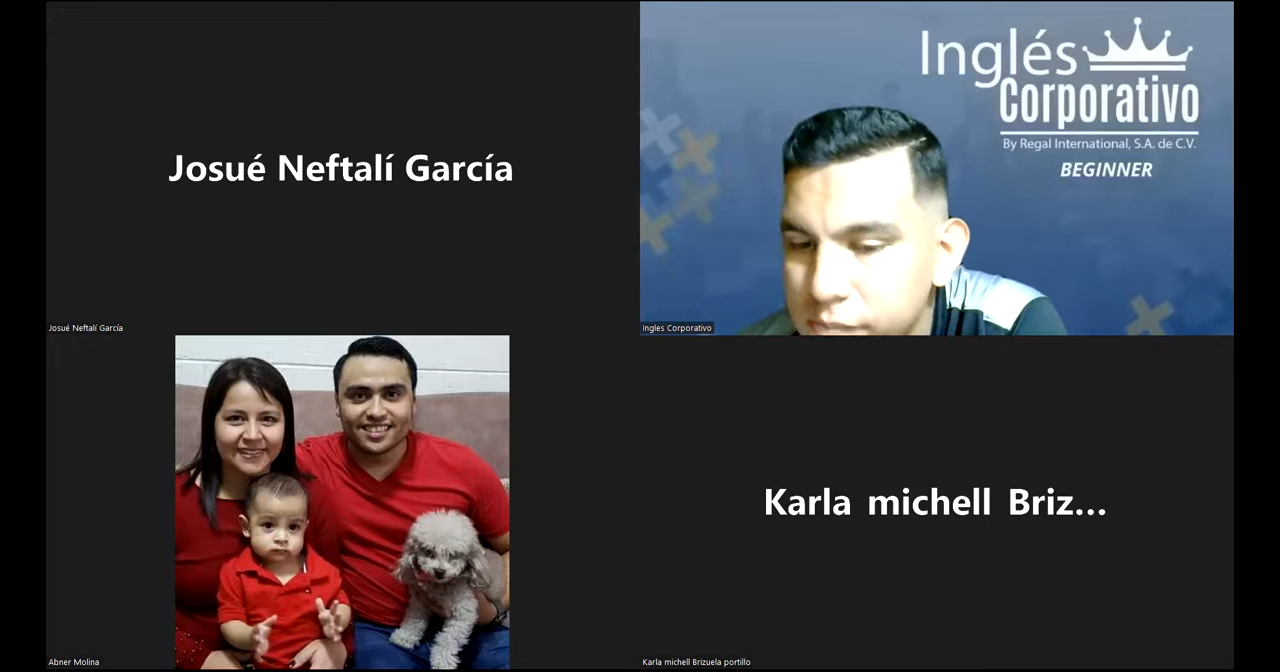 Josué Neftalí García
Josué Neftalí García
Inglés
Corporativo
By Regal International, S.A. de C.V.
BEGINNER
Ingles Corporativo
Abner Molina
Karla michell Briz...
Karla michell Brizuela portillo